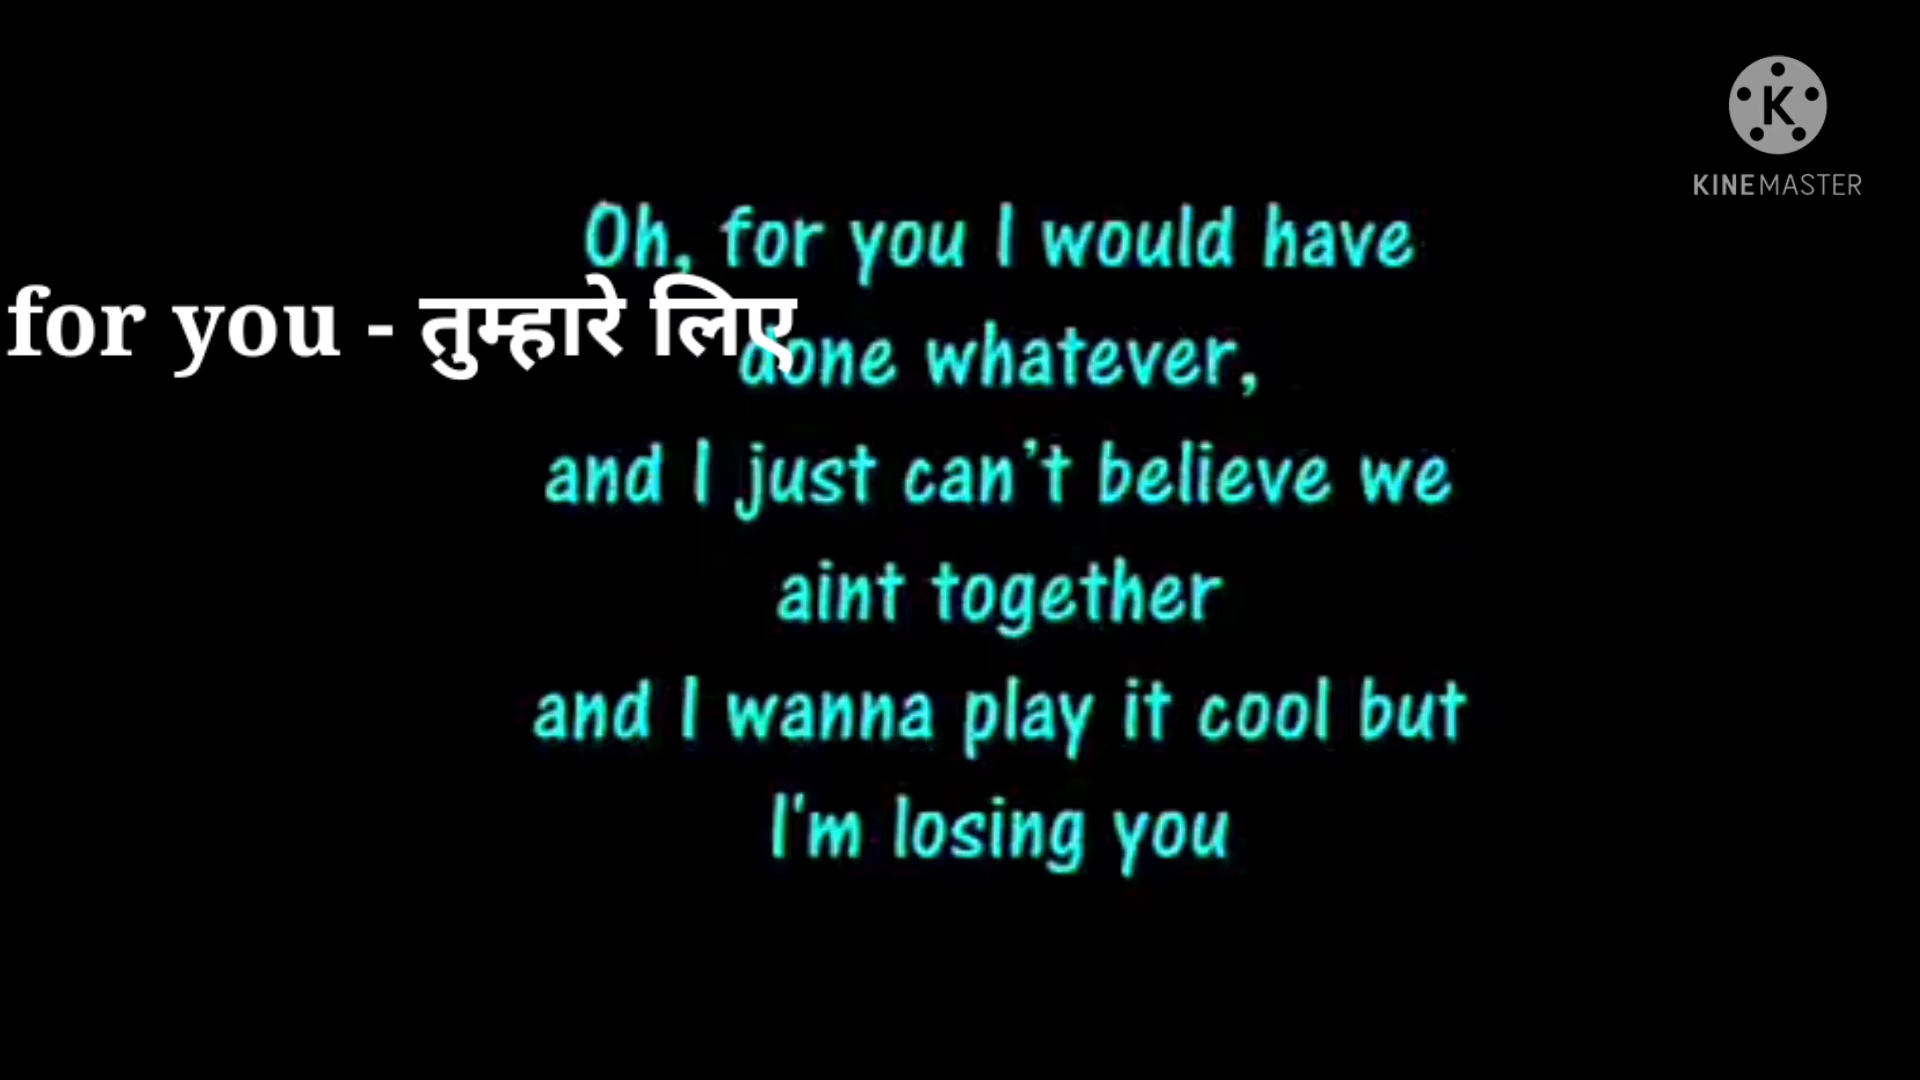 KINEMASTER
Oh, for you I would have
for you - तुम्हारे लिए
done whatever,
and I just can't believe we
aint together
and I wanna play it cool but
I'm losing you